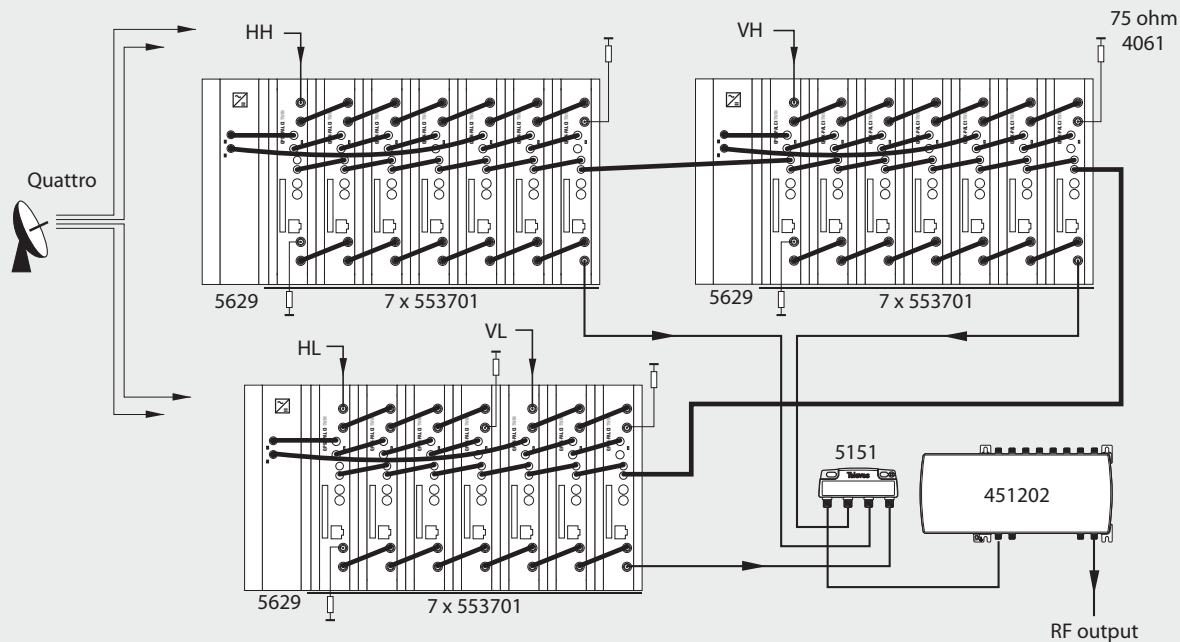 HH
VH
75 ohm
4061
Quattro
5629
7 x 553701
5629
7 x 553701
HL
VL
5151
Televes
451202
5629
7 x 553701
RF output